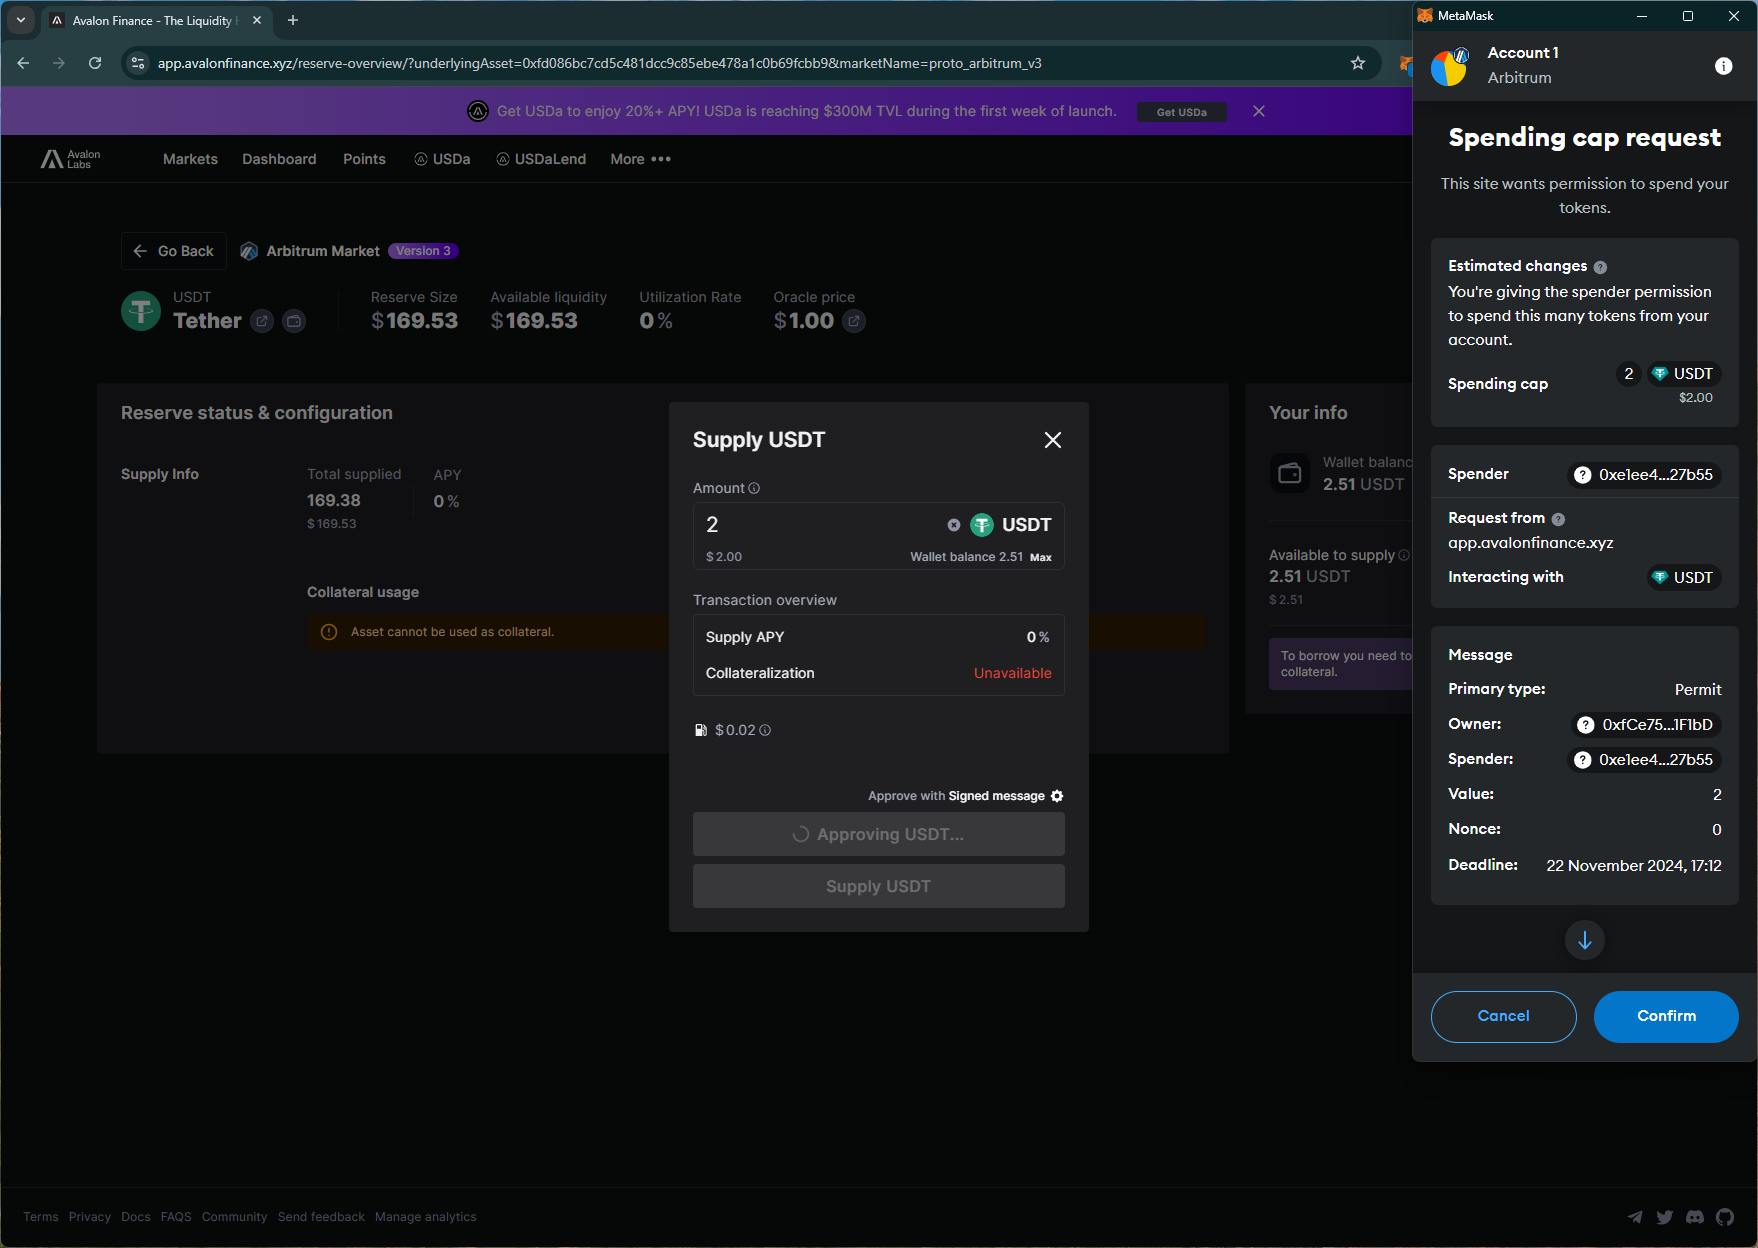 Avalon Finance - The Liquidity
app.avalonfinance.xyz/reserve-overview/?underlyingAsset=0xfd086bc7cd5c481dcc9c85ebe478a1c0b69fcbb9&marketName=proto_arbitrum_v3
Get USDa to enjoy 20%+ APY! USDa is reaching $300M TVL during the first week of launch.
Get USDa
Avalon
Labs
Markets
Dashboard
Points
USDa
USDaLend
More
Go Back
Arbitrum Market
Version 3
USDT
Tether
Reserve Size
$169.53
Available liquidity
$169.53
Utilization Rate
0 %
Oracle price
$1.00
Reserve status & configuration
Supply Info
Total supplied
169.38
$169.53
APY
0 %
Collateral usage
Asset cannot be used as collateral.
Your info
Wallet balanc
2.51 USDT
Available to supply
2.51 USDT
$ 2.51
To borrow you need to
collateral.
Supply USDT
Amount
2
USDT
$ 2.00
Wallet balance 2.51 Max
Transaction overview
Supply APY
0 %
Collateralization
Unavailable
$ 0.02
Approve with Signed message
Approving USDT...
Supply USDT
Terms
Privacy
Docs
FAQS
Community
Send feedback
Manage analytics
MetaMask
Account 1
Arbitrum
Spending cap request
This site wants permission to spend your
tokens.
Estimated changes
You're giving the spender permission
to spend this many tokens from your
account.
Spending cap
2
USDT
$2.00
Spender
0xe1ee4...27b55
Request from
app.avalonfinance.xyz
Interacting with
USDT
Message
Primary type:
Permit
Owner:
0xfCe75...1F1bD
Spender:
0xe1ee4...27b55
Value:
2
Nonce:
0
Deadline:
22 November 2024, 17:12
Cancel
Confirm